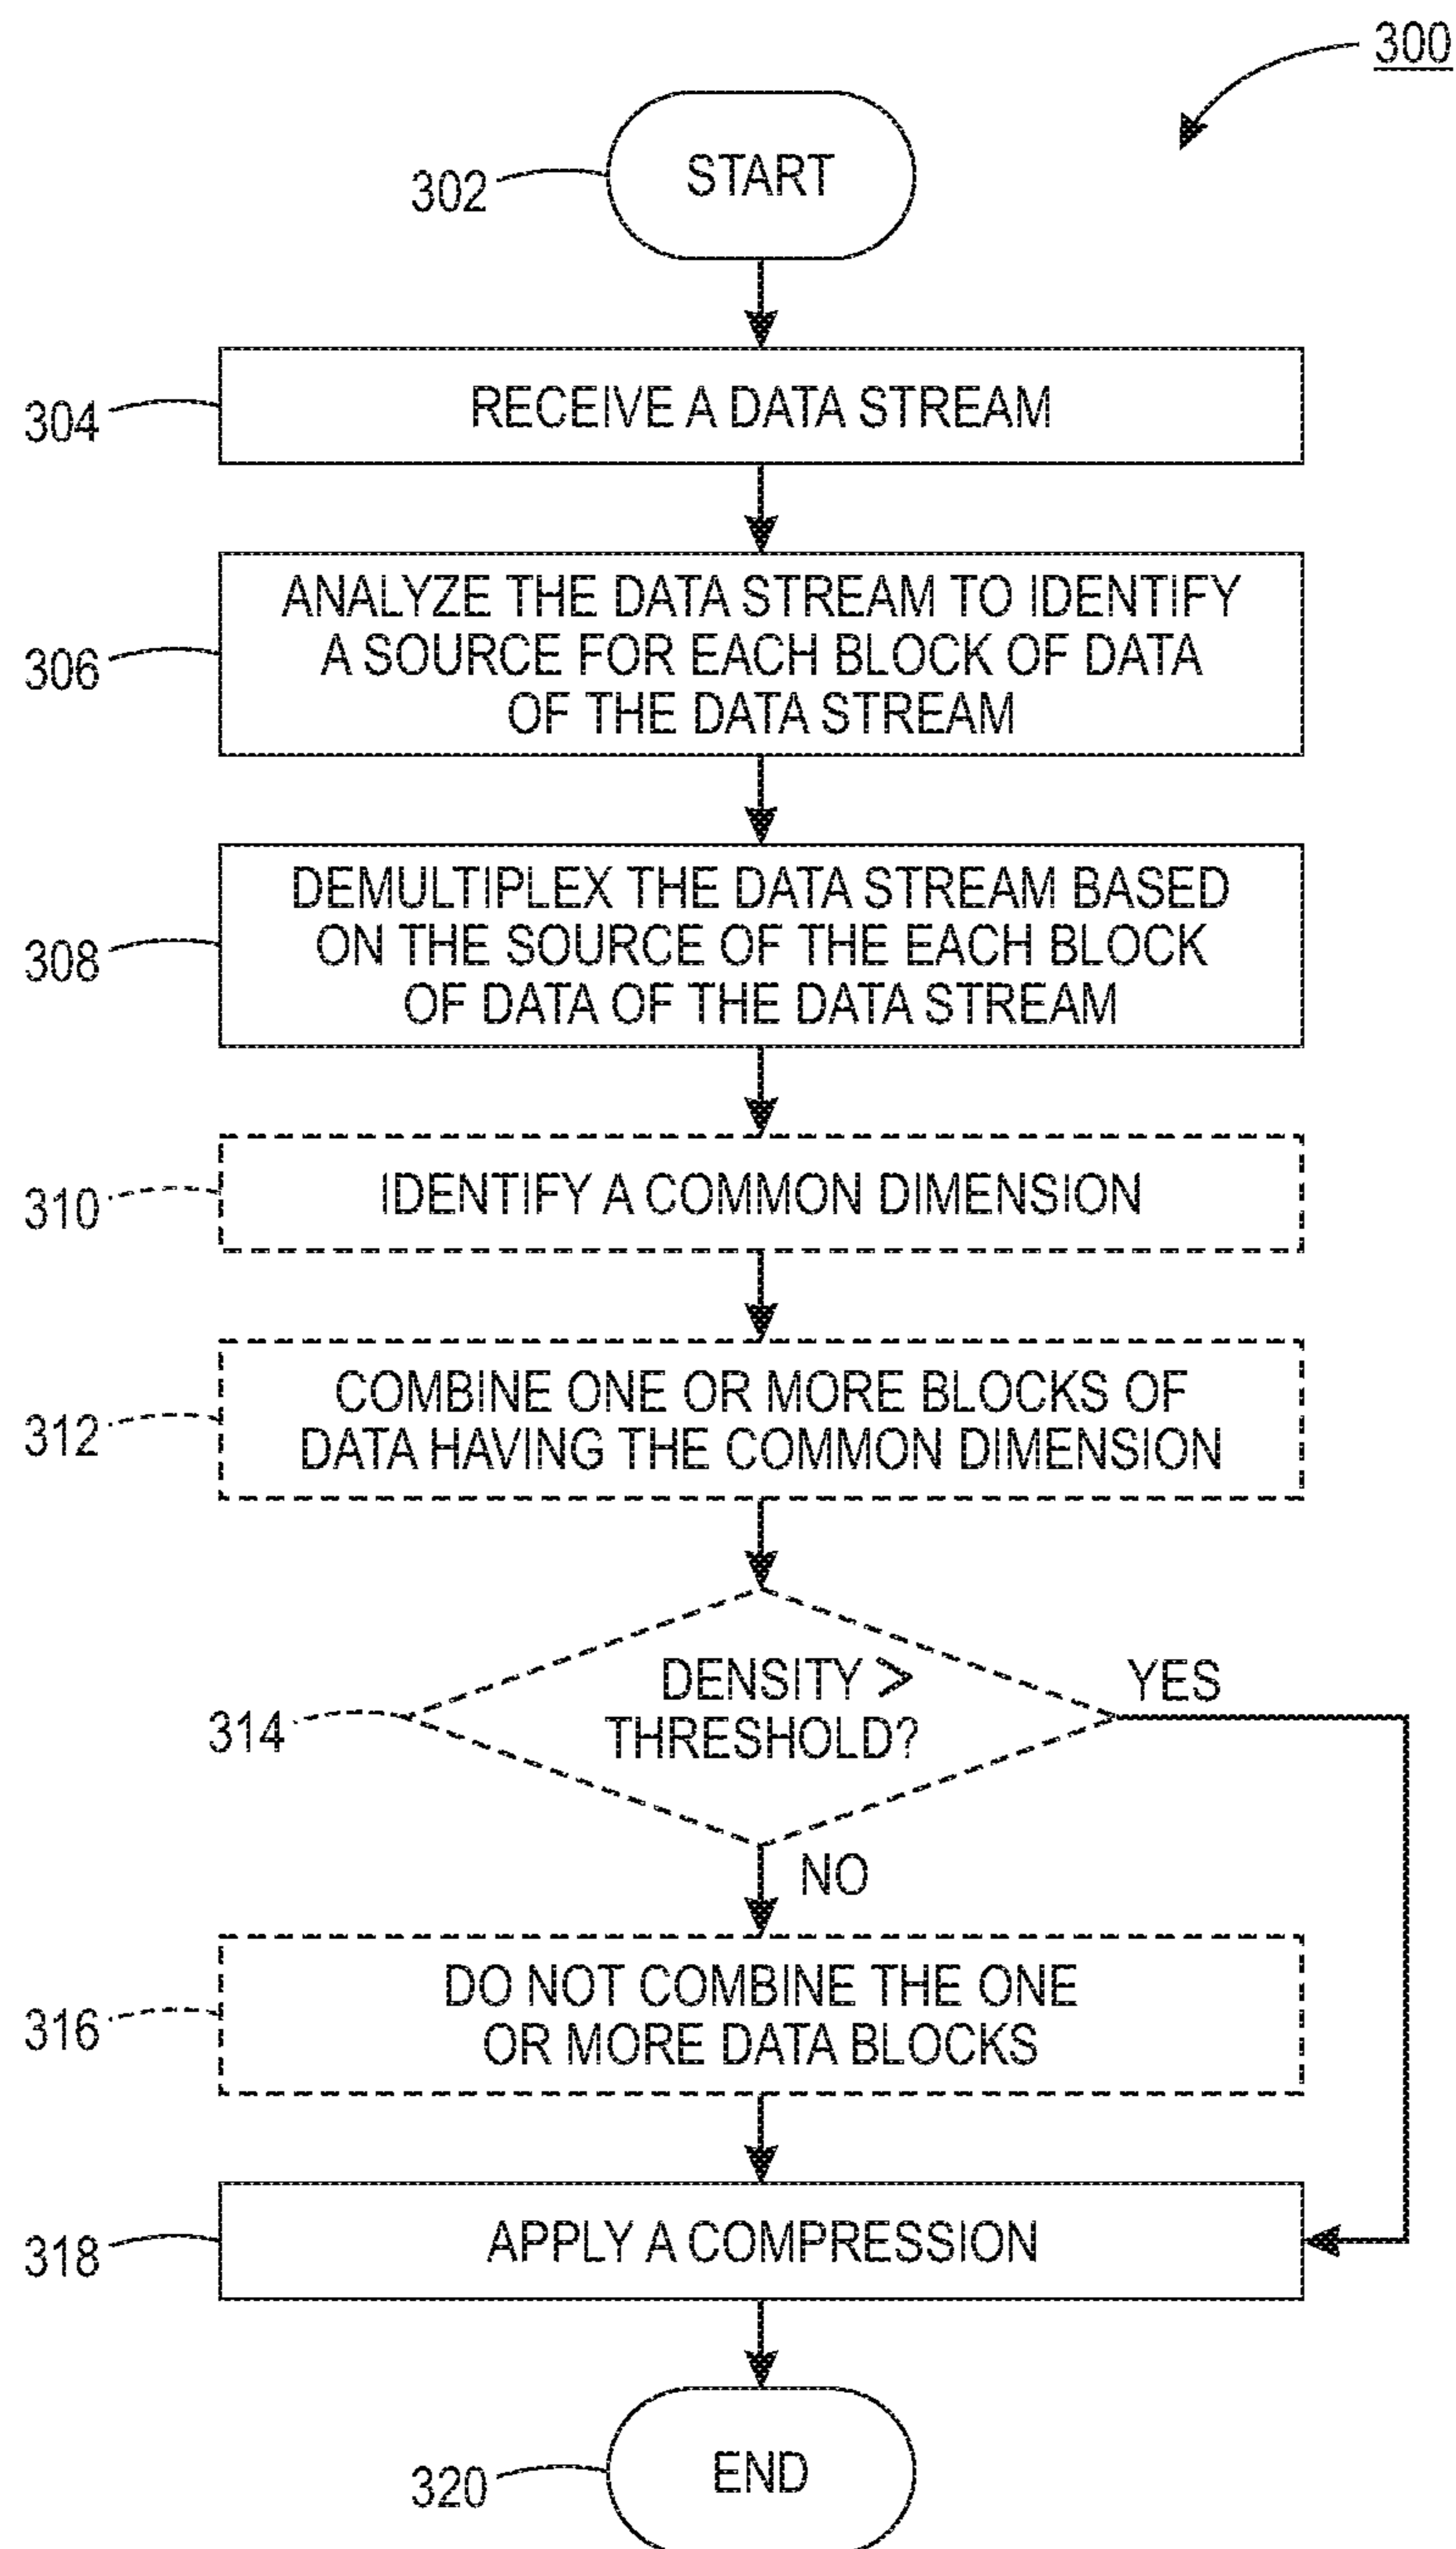 300
302
START
304
RECEIVE A DATA STREAM
306
ANALYZE THE DATA STREAM TO IDENTIFY
A SOURCE FOR EACH BLOCK OF DATA
OF THE DATA STREAM
308
DEMULTIPLEX THE DATA STREAM BASED
ON THE SOURCE OF THE EACH BLOCK
OF DATA OF THE DATA STREAM
310
IDENTIFY A COMMON DIMENSION
312
COMBINE ONE OR MORE BLOCKS OF
DATA HAVING THE COMMON DIMENSION
314
DENSITY >
THRESHOLD?
YES
NO
316
DO NOT COMBINE THE ONE
OR MORE DATA BLOCKS
318
APPLY A COMPRESSION
320
END